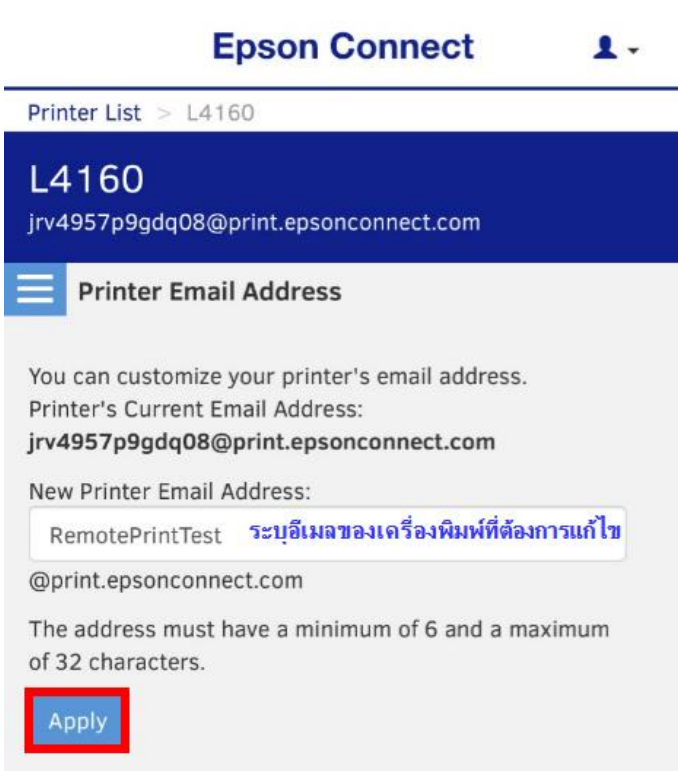 Epson Connect
Printer List > L4160
L4160
jrv4957p9gdq08@print.epsonconnect.com
Printer Email Address
You can customize your printer's email address.
Printer's Current Email Address:
jrv4957p9gdq08@print.epsonconnect.com
New Printer Email Address:
RemotePrintTest ระบุอีเมลของเครื่องพิมพ์ที่ต้องการแก้ไข
@print.epsonconnect.com
The address must have a minimum of 6 and a maximum
of 32 characters.
Apply